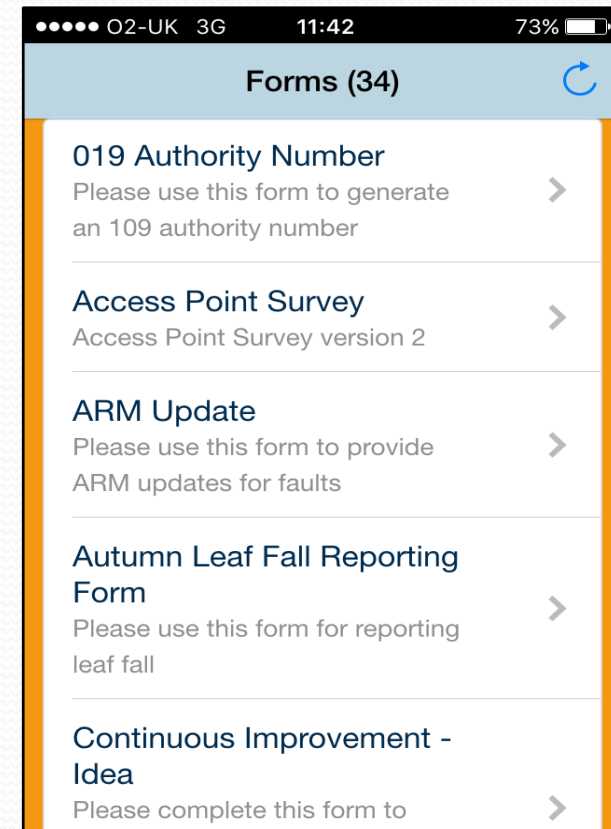 O2-UK 3G 11:42 73%
Forms (34)
019 Authority Number
Please use this form to generate
an 109 authority number
Access Point Survey
Access Point Survey version 2
ARM Update
Please use this form to provide
ARM updates for faults
Autumn Leaf Fall Reporting
Form
Please use this form for reporting
leaf fall
Continuous Improvement -
Idea
Please complete this form to